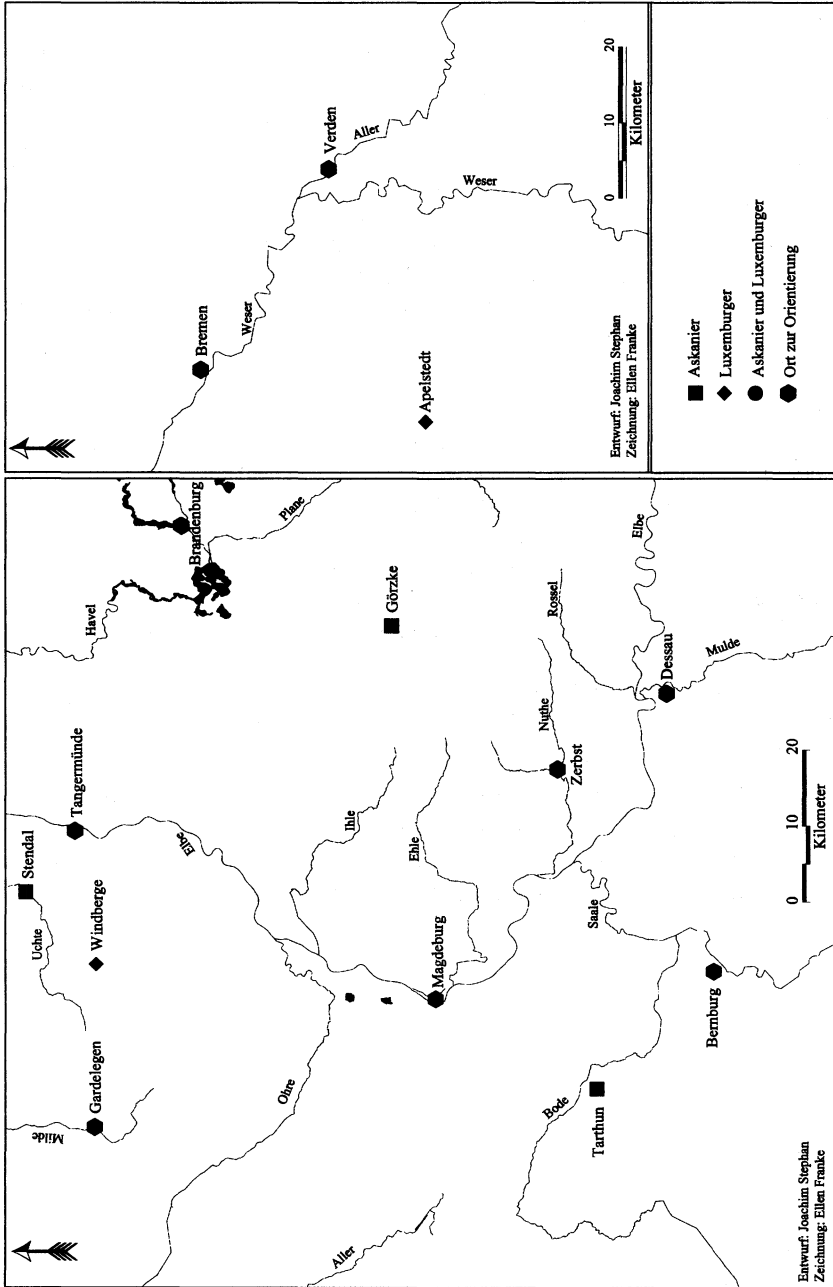 Milde
Gardelegen
Uchte
Stendal
Windberge
Tangermünde
Elbe
Havel
Brandenburg
Plane
Ohre
Ihle
Görzke
Ehle
Magdeburg
Aller
Nuthe
Rossel
Zerbst
Elbe
Bode
Tarthun
Saale
Dessau
Mulde
Bernburg
0 10 20
Kilometer
Entwurf: Joachim Stephan
Zeichnung: Ellen Franke
Bremen
Weser
Verden
Aller
Apelstedt
Weser
0 10 20
Kilometer
Entwurf: Joachim Stephan
Zeichnung: Ellen Franke
Askanier
Luxemburger
Askanier und Luxemburger
Ort zur Orientierung